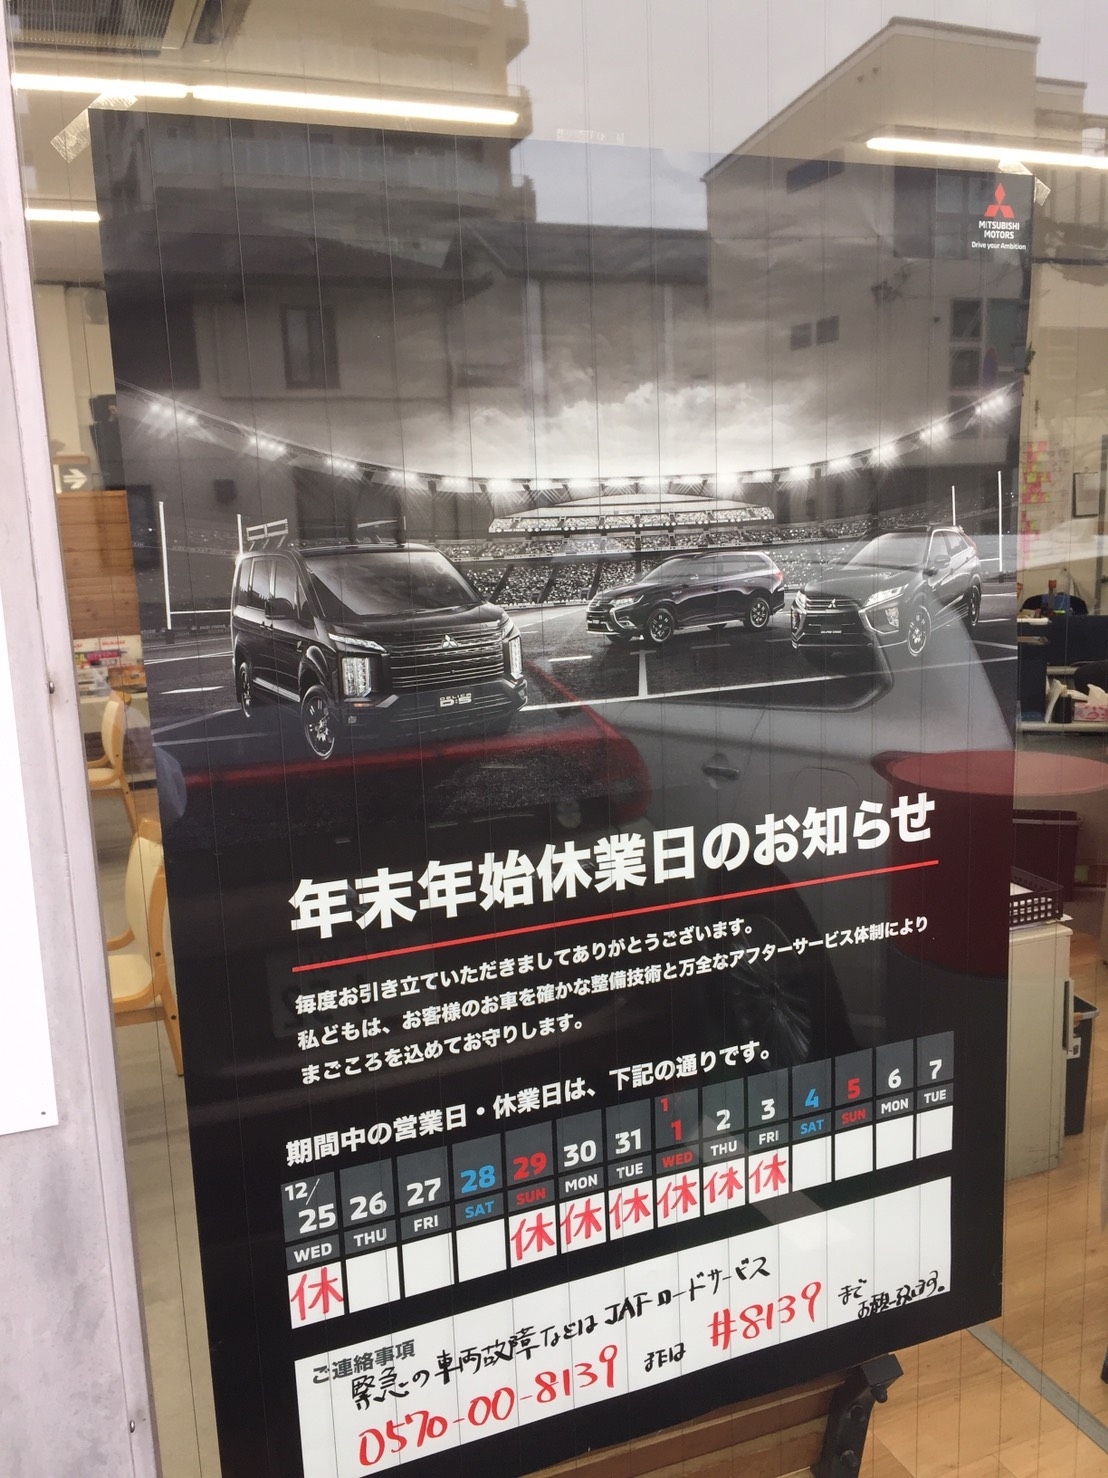 MITSUBISHI
MOTORS
Drive your Ambition
DELICA
D:5
年末年始休業日のお知らせ
毎度お引き立ていただきましてありがとうございます。
私どもは、お客様のお車を確かな整備技術と万全なアフターサービス体制により
まごころを込めてお守りします。
期間中の営業日・休業日は、下記の通りです。
12/25 26 27 28 29 30 31 1/1 2 3 4 5 6 7
WED THU FRI SAT SUN MON TUE WED THU FRI SAT SUN MON TUE
休 休 休 休 休 休 休
ご連絡事項
緊急の車両故障などは JAFロードサービス
0570-00-8139 または #8139 まで
お願い致します。